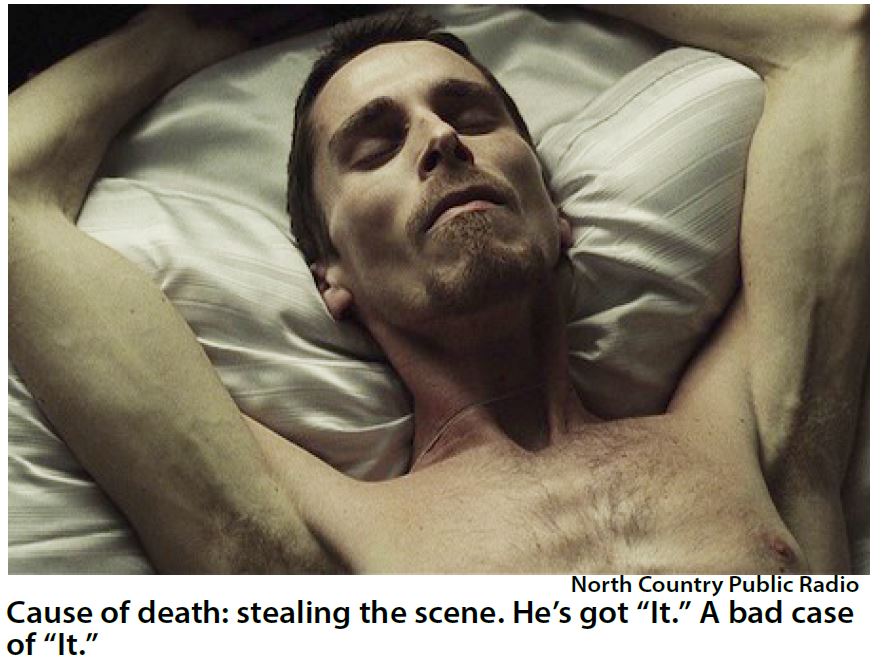 North Country Public Radio
Cause of death: stealing the scene. He’s got “It.” A bad case
of “It.”